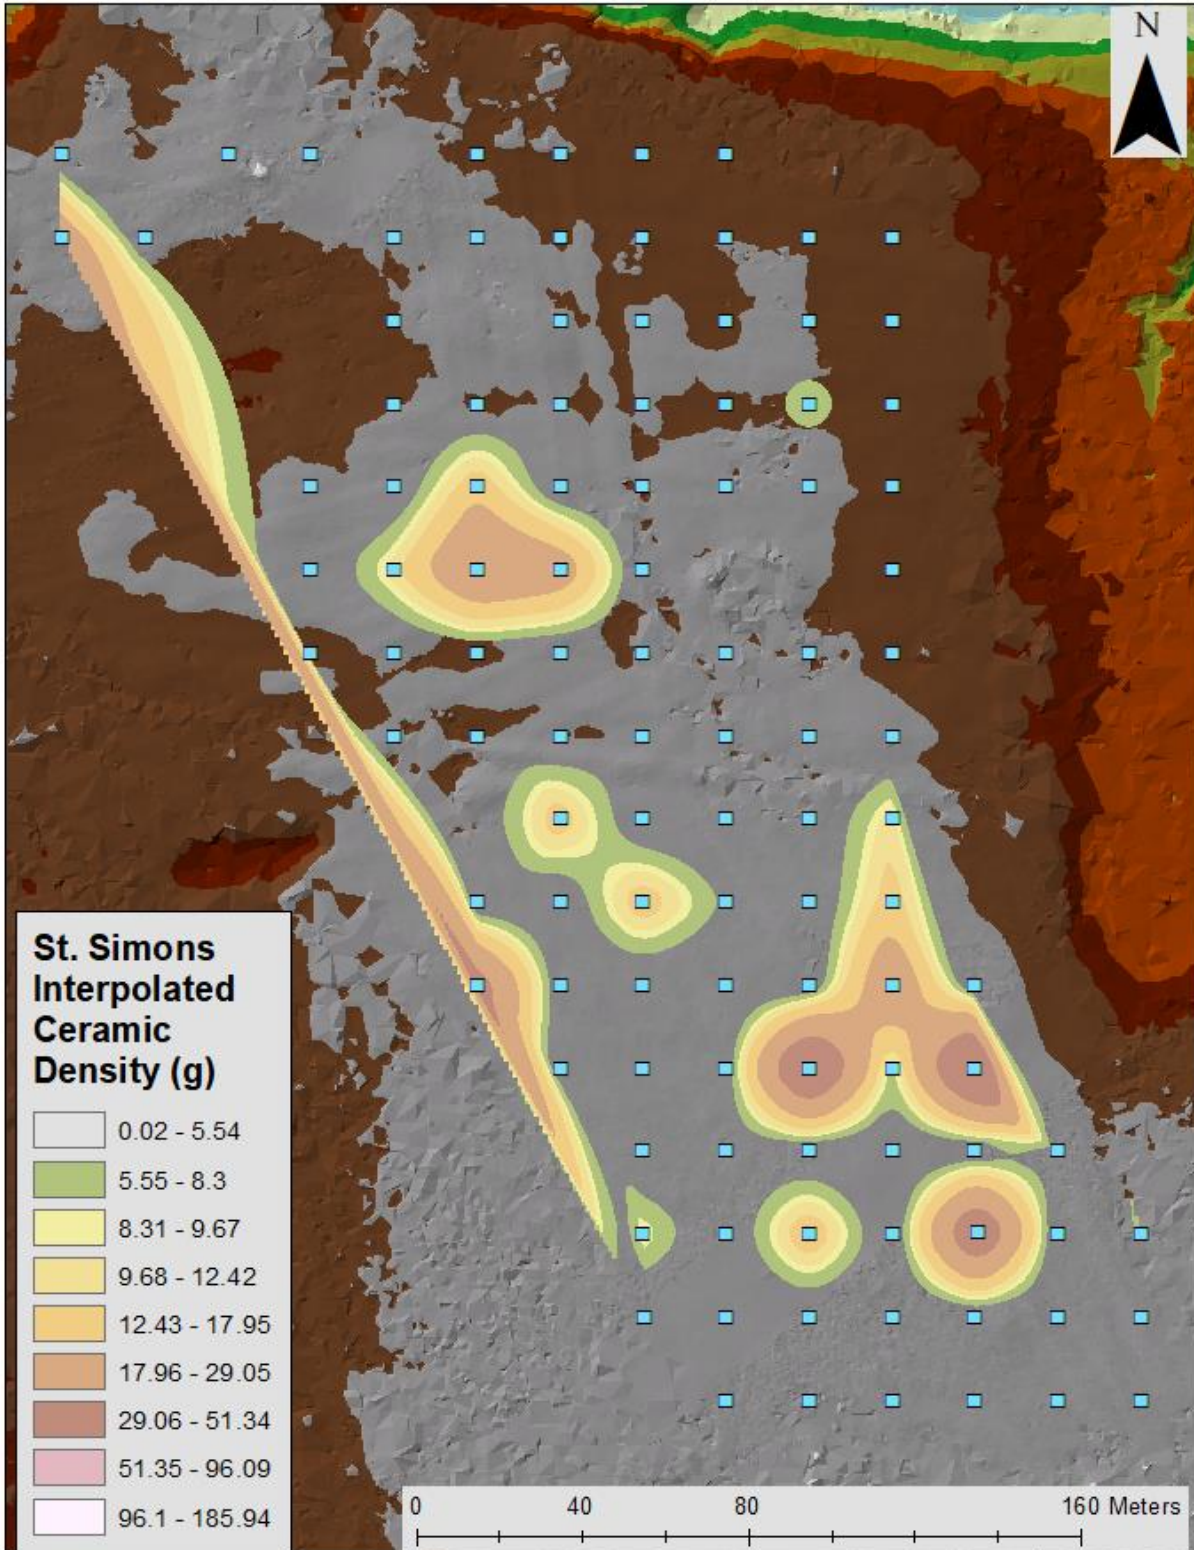 N
St. Simons
Interpolated
Ceramic
Density (g)
0.02 - 5.54
5.55 - 8.3
8.31 - 9.67
9.68 - 12.42
12.43 - 17.95
17.96 - 29.05
29.06 - 51.34
51.35 - 96.09
96.1 - 185.94
0 40 80 160 Meters